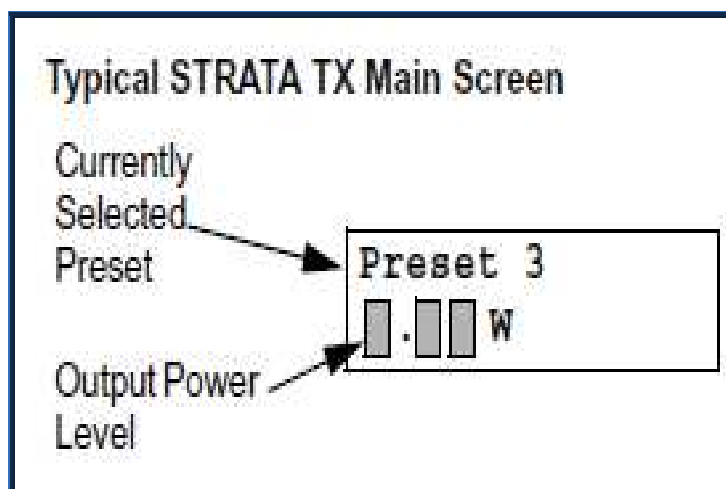 Typical STRATA TX Main Screen
Currently
Selected
Preset
Preset 3
.  W
Output Power
Level